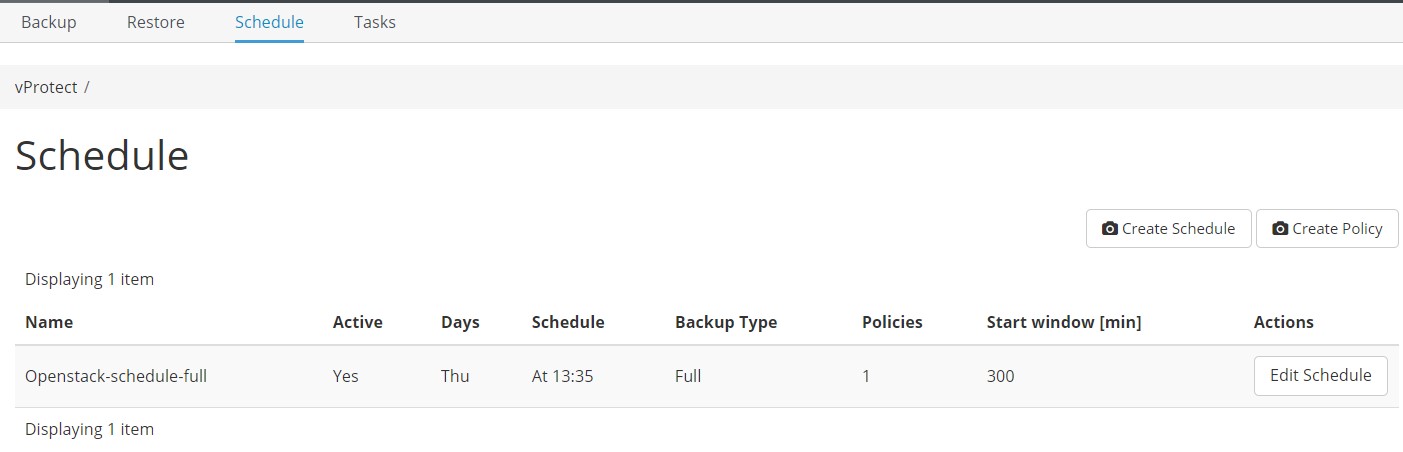 Backup Restore Schedule Tasks
vProtect /
Schedule
Create Schedule Create Policy
Displaying 1 item
Name Active Days Schedule Backup Type Policies Start window [min] Actions
Openstack-schedule-full Yes Thu At 13:35 Full 1 300 Edit Schedule
Displaying 1 item